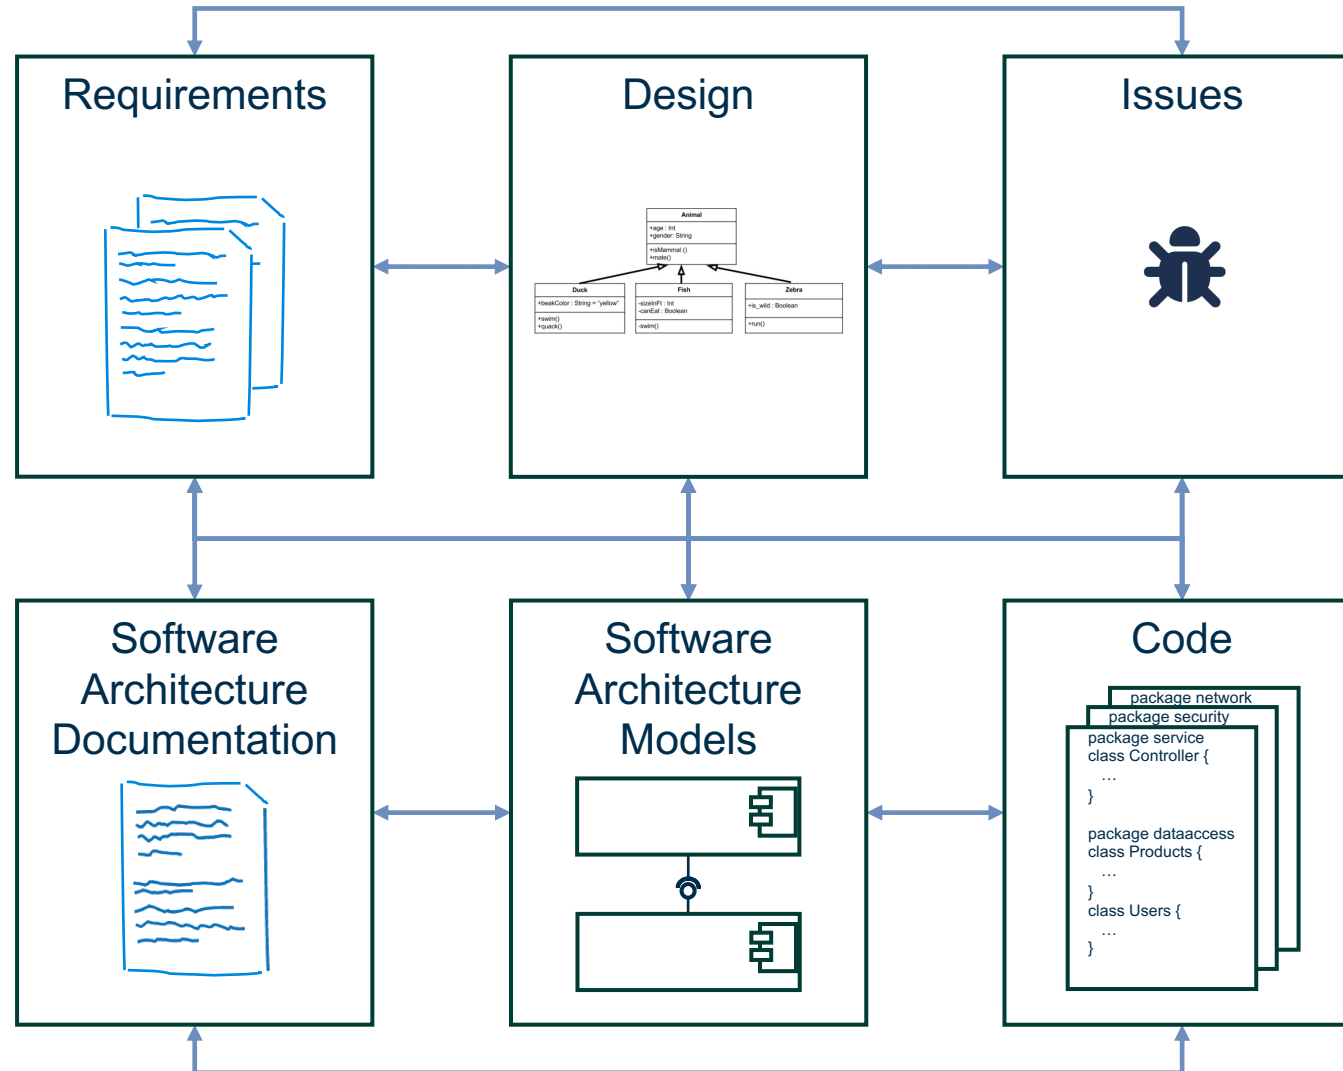 Requirements
Design
Issues
Animal
+age : Int
+gender: String
+isMammal ()
+mate()
Duck
+beakColor : String = "yellow"
+swim()
+quack()
Fish
-sizeInFt : Int
-canEat : Boolean
-swim()
Zebra
+is_wild : Boolean
+run()
Software
Architecture
Documentation
Software
Architecture
Models
Code
package network
package security
package service
class Controller {
…
}
package dataaccess
class Products {
…
}
class Users {
…
}